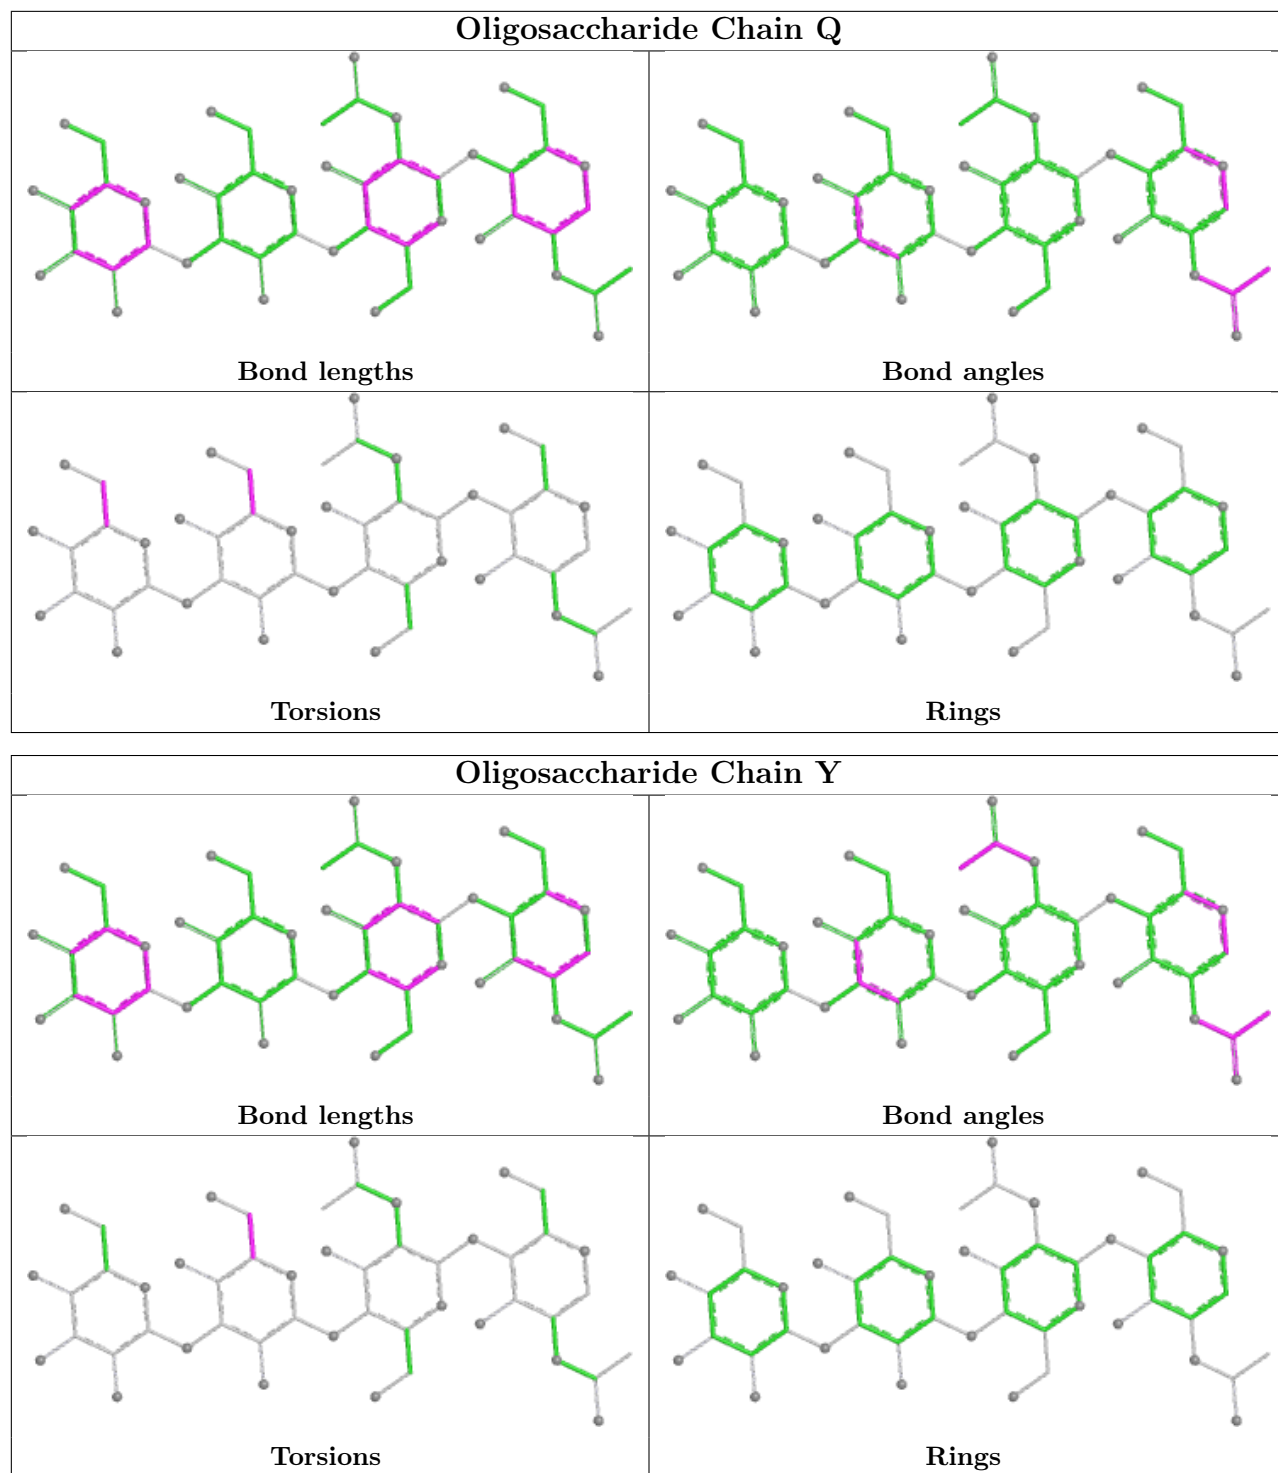 Oligosaccharide Chain Q
Bond lengths
Bond angles
Torsions
Rings
Oligosaccharide Chain Y
Bond lengths
Bond angles
Torsions
Rings